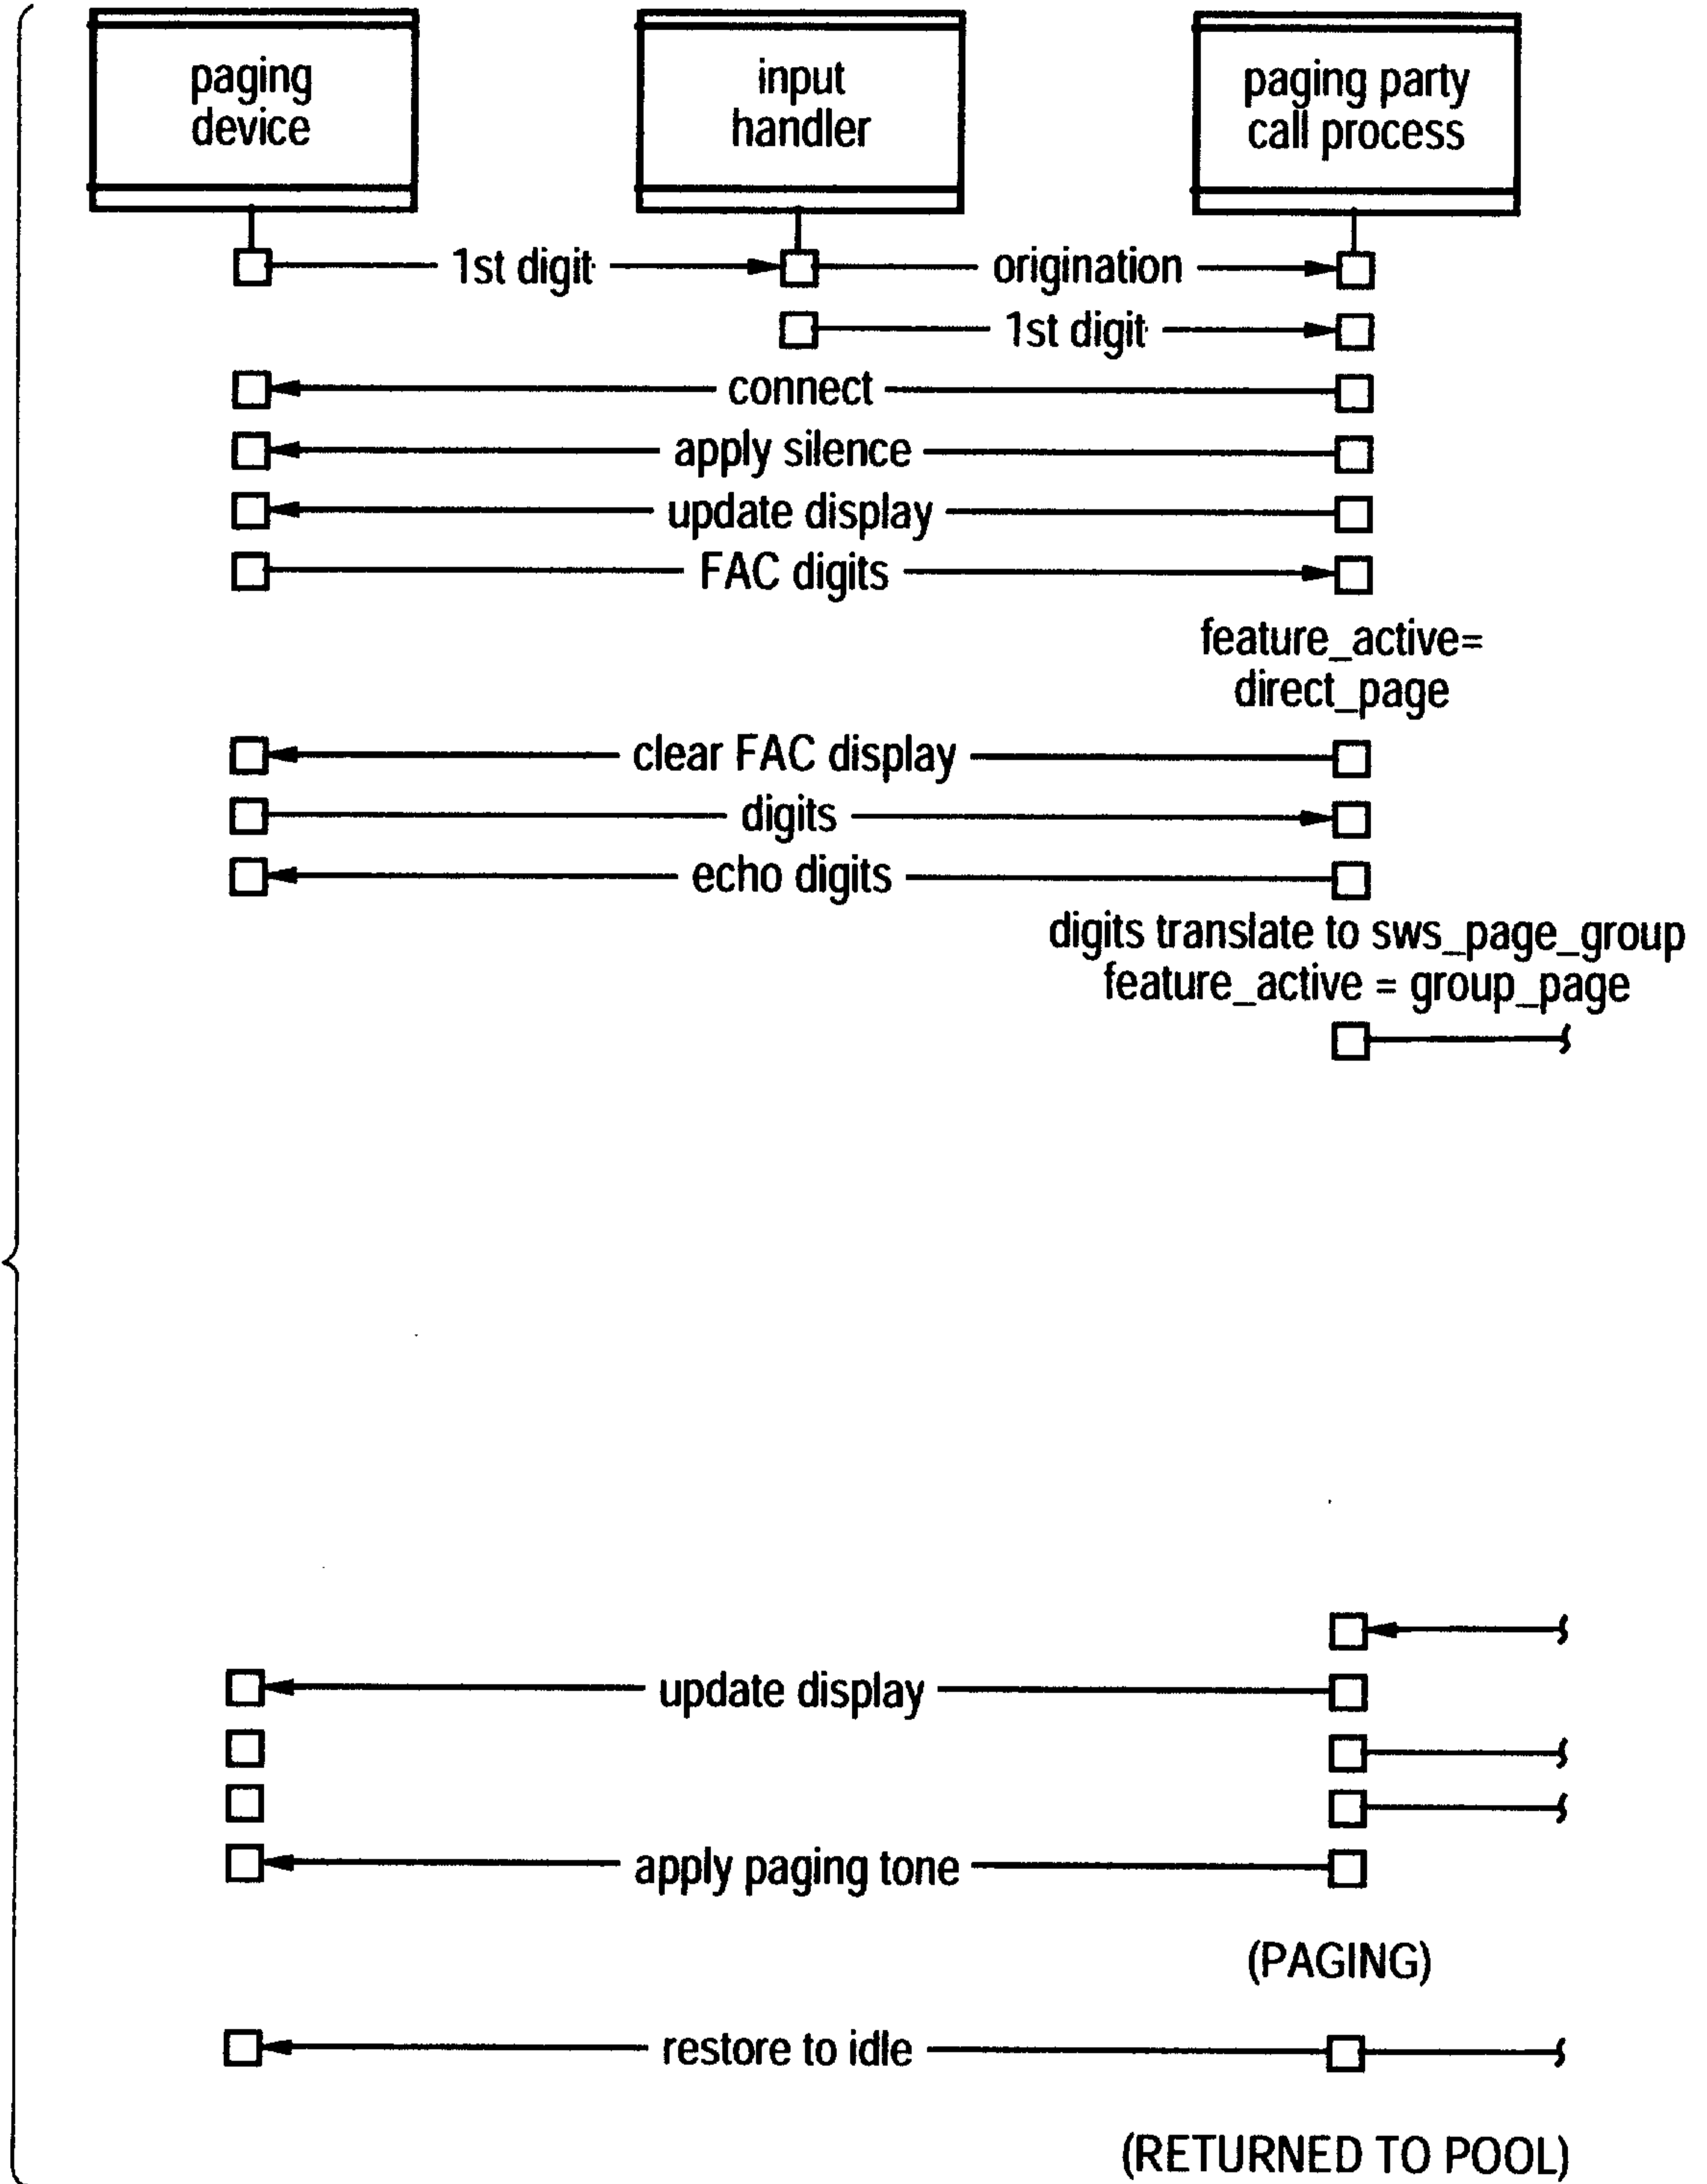 paging
device
input
handler
paging party
call process
1st digit
origination
1st digit
connect
apply silence
update display
FAC digits
feature_active=
direct_page
clear FAC display
digits
echo digits
digits translate to sws_page_group
feature_active = group_page
update display
apply paging tone
(PAGING)
restore to idle
(RETURNED TO POOL)